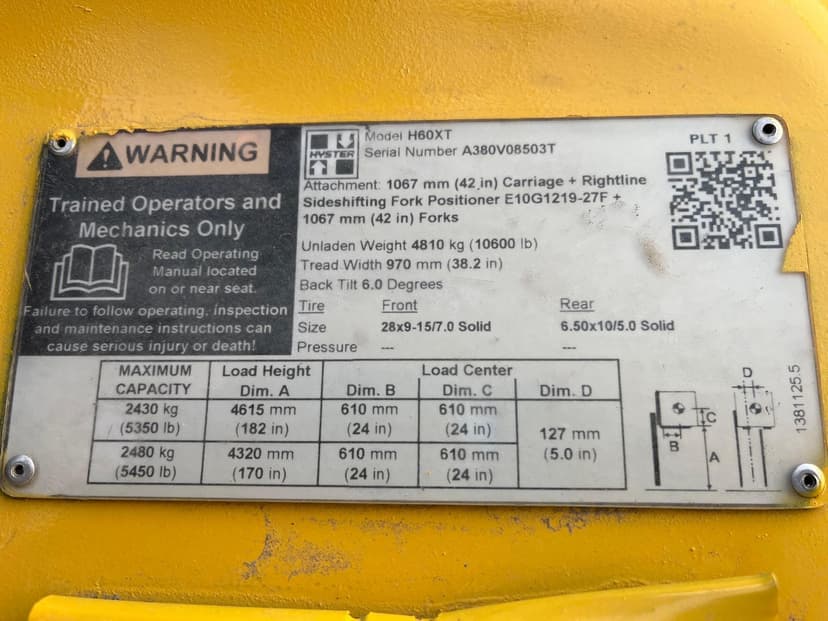 WARNING
Trained Operators and
Mechanics Only
Read Operating
Manual located
on or near seat.
Failure to follow operating, inspection
and maintenance instructions can
cause serious injury or death!
HYSTER
Model H60XT
Serial Number A380V08503T
PLT 1
Attachment: 1067 mm (42 in) Carriage + Rightline
Sideshifting Fork Positioner E10G1219-27F +
1067 mm (42 in) Forks
Unladen Weight 4810 kg (10600 lb)
Tread Width 970 mm (38.2 in)
Back Tilt 6.0 Degrees
Tire Front Rear
Size 28x9-15/7.0 Solid 6.50x10/5.0 Solid
Pressure --- ---
MAXIMUM Load Height Load Center
CAPACITY Dim. A Dim. B Dim. C Dim. D
2430 kg 4615 mm 610 mm 610 mm
(5350 lb) (182 in) (24 in) (24 in)
127 mm
(5.0 in)
2480 kg 4320 mm 610 mm 610 mm
(5450 lb) (170 in) (24 in) (24 in)
D
C
B
A
1381125.5